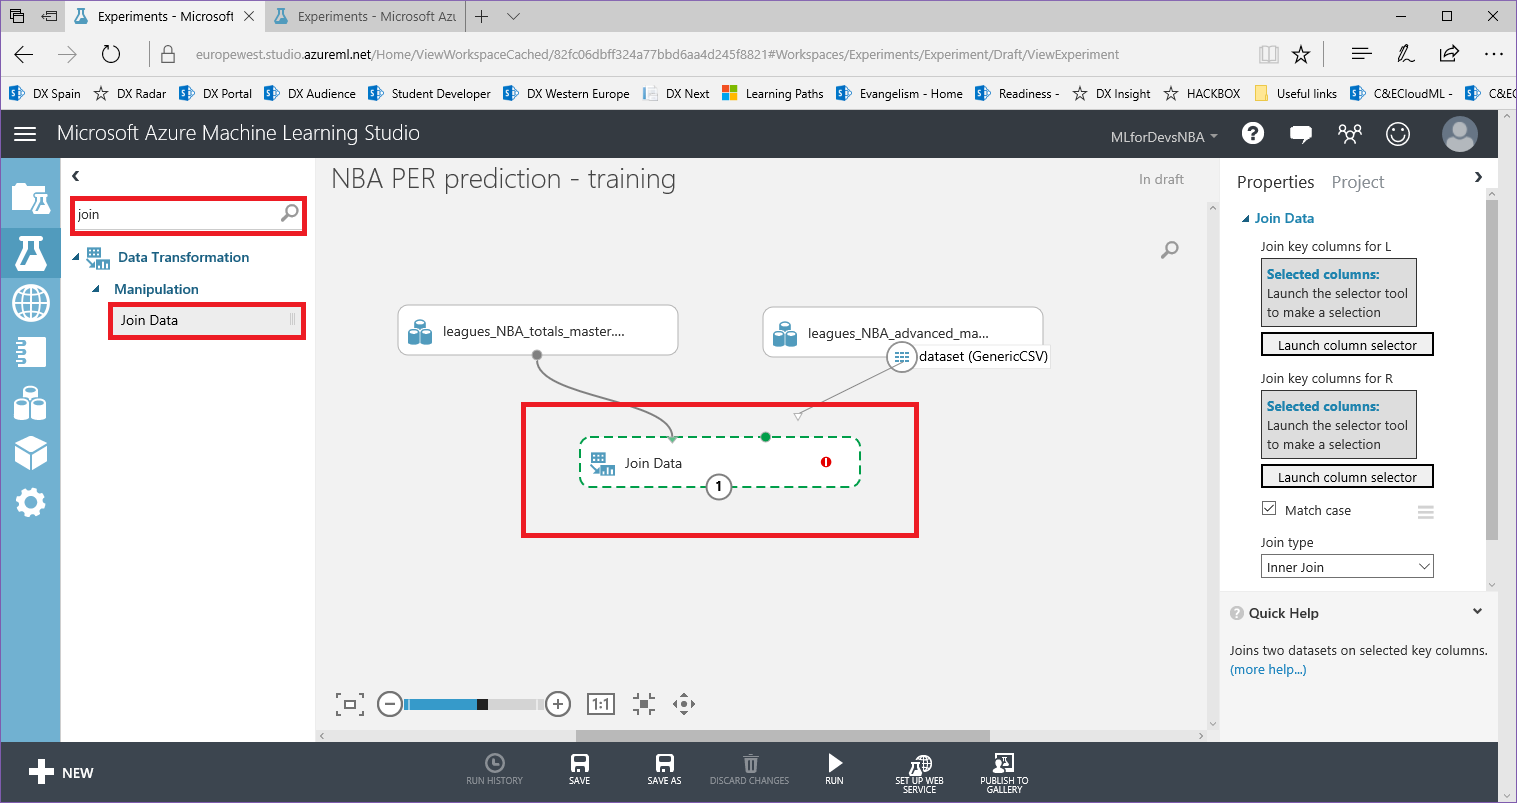 Experiments - Microsoft
Experiments - Microsoft Azu
europewest.studio.azureml.net/Home/ViewWorkspaceCached/82fc06dbff324a77bbd6aa4d245f8821#Workspaces/Experiments/Experiment/Draft/ViewExperiment
DX Spain DX Radar DX Portal DX Audience Student Developer DX Western Europe DX Next Learning Paths Evangelism - Home Readiness - DX Insight HACKBOX Useful links C&ECloudML - C&EC
Microsoft Azure Machine Learning Studio
MLforDevsNBA
join
Data Transformation
Manipulation
Join Data
NBA PER prediction - training
In draft
leagues_NBA_totals_master....
leagues_NBA_advanced_ma...
dataset (GenericCSV)
Join Data
1
1:1
Properties Project
Join Data
Join key columns for L
Selected columns:
Launch the selector tool
to make a selection
Launch column selector
Join key columns for R
Selected columns:
Launch the selector tool
to make a selection
Launch column selector
Match case
Join type
Inner Join
Quick Help
Joins two datasets on selected key columns.
(more help...)
NEW
RUN HISTORY
SAVE
SAVE AS
DISCARD CHANGES
RUN
SET UP WEB
SERVICE
PUBLISH TO
GALLERY